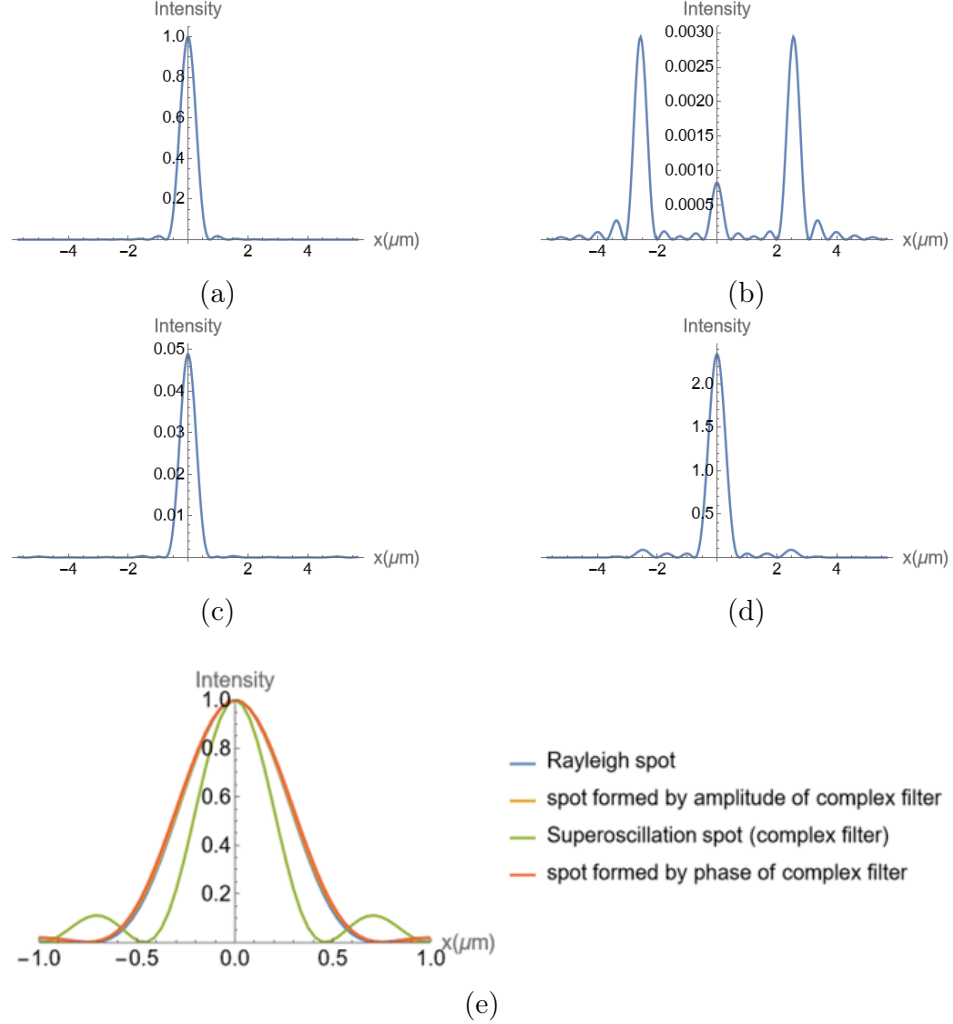 Intensity
1.0
0.8
0.6
0.4
0.2
−4 −2 2 4
x(μm)
(a)
Intensity
0.0030
0.0025
0.0020
0.0015
0.0010
0.0005
−4 −2 2 4
x(μm)
(b)
Intensity
0.05
0.04
0.03
0.02
0.01
−4 −2 2 4
x(μm)
(c)
Intensity
2.0
1.5
1.0
0.5
−4 −2 2 4
x(μm)
(d)
Intensity
1.0
0.8
0.6
0.4
0.2
−1.0 −0.5 0.0 0.5 1.0
x(μm)
Rayleigh spot
spot formed by amplitude of complex filter
Superoscillation spot (complex filter)
spot formed by phase of complex filter
(e)